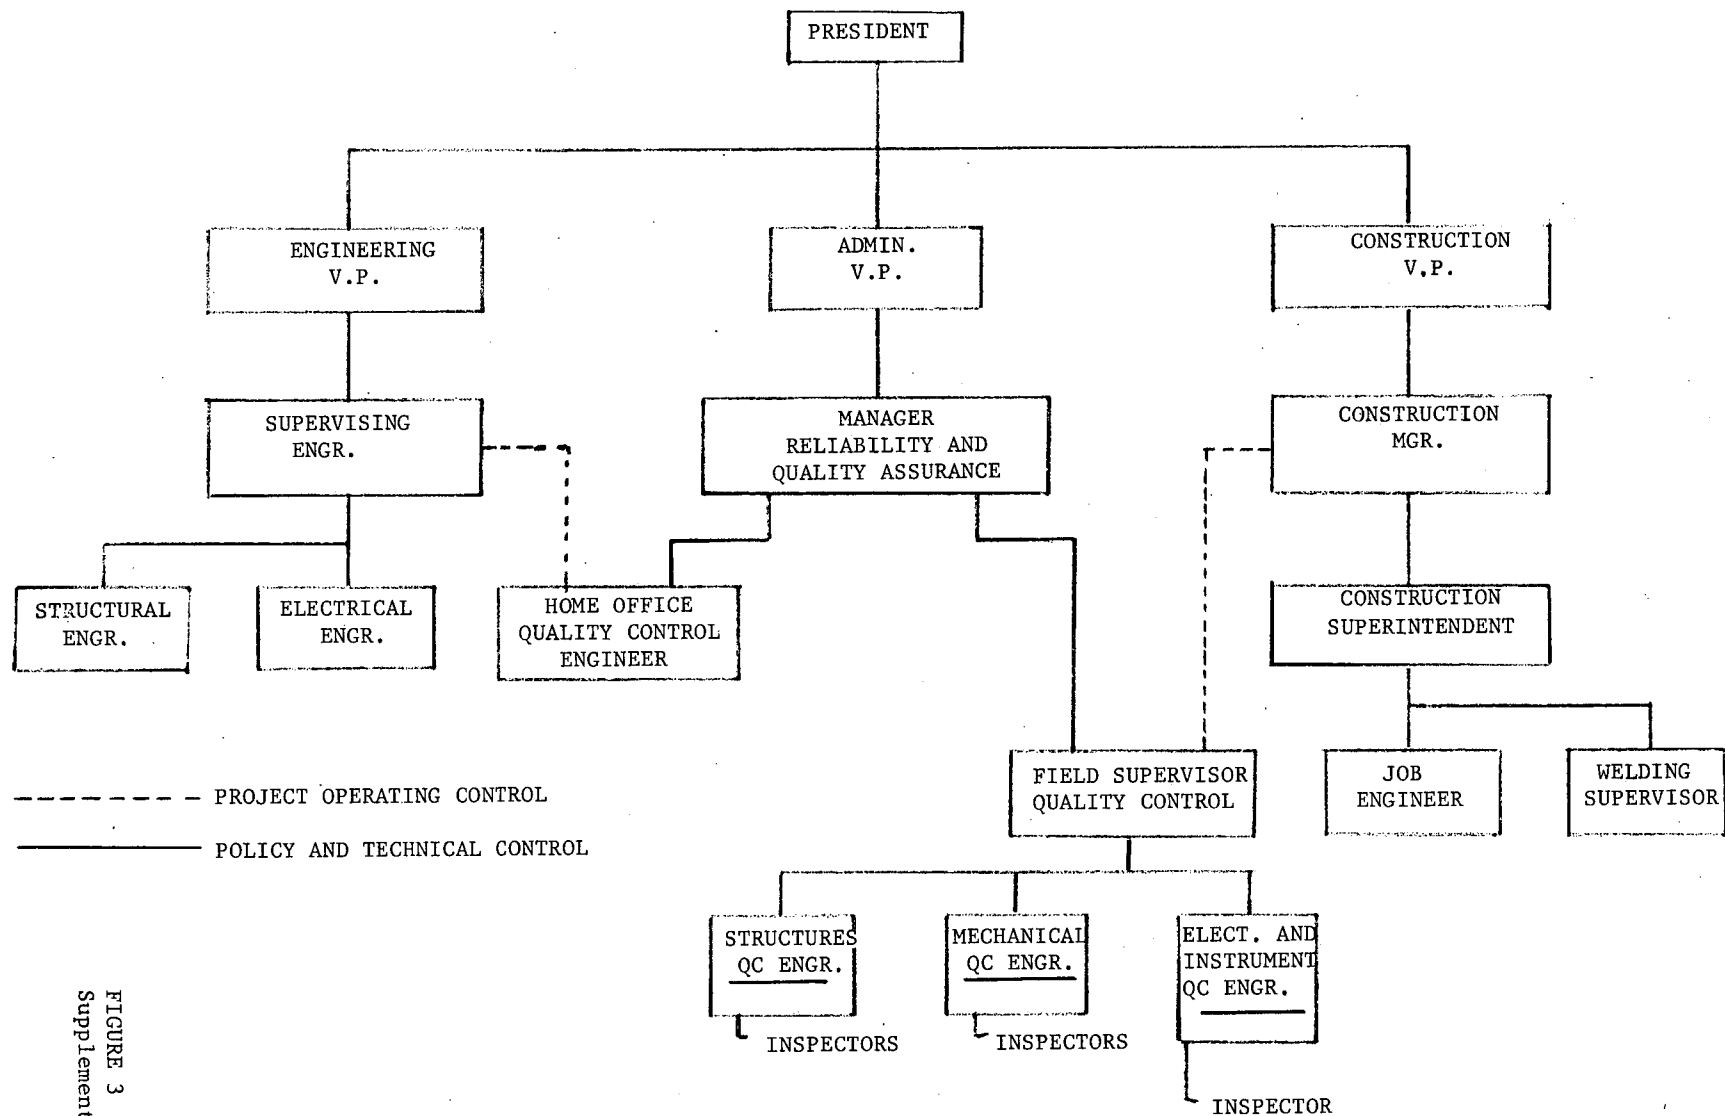 PRESIDENT
ENGINEERING
V.P.
ADMIN.
V.P.
CONSTRUCTION
V.P.
SUPERVISING
ENGR.
MANAGER
RELIABILITY AND
QUALITY ASSURANCE
CONSTRUCTION
MGR.
STRUCTURAL
ENGR.
ELECTRICAL
ENGR.
HOME OFFICE
QUALITY CONTROL
ENGINEER
CONSTRUCTION
SUPERINTENDENT
FIELD SUPERVISOR
QUALITY CONTROL
JOB
ENGINEER
WELDING
SUPERVISOR
PROJECT OPERATING CONTROL
POLICY AND TECHNICAL CONTROL
STRUCTURES
QC ENGR.
MECHANICAL
QC ENGR.
ELECT. AND
INSTRUMENT
QC ENGR.
INSPECTORS
INSPECTORS
INSPECTOR
FIGURE 3
Supplement